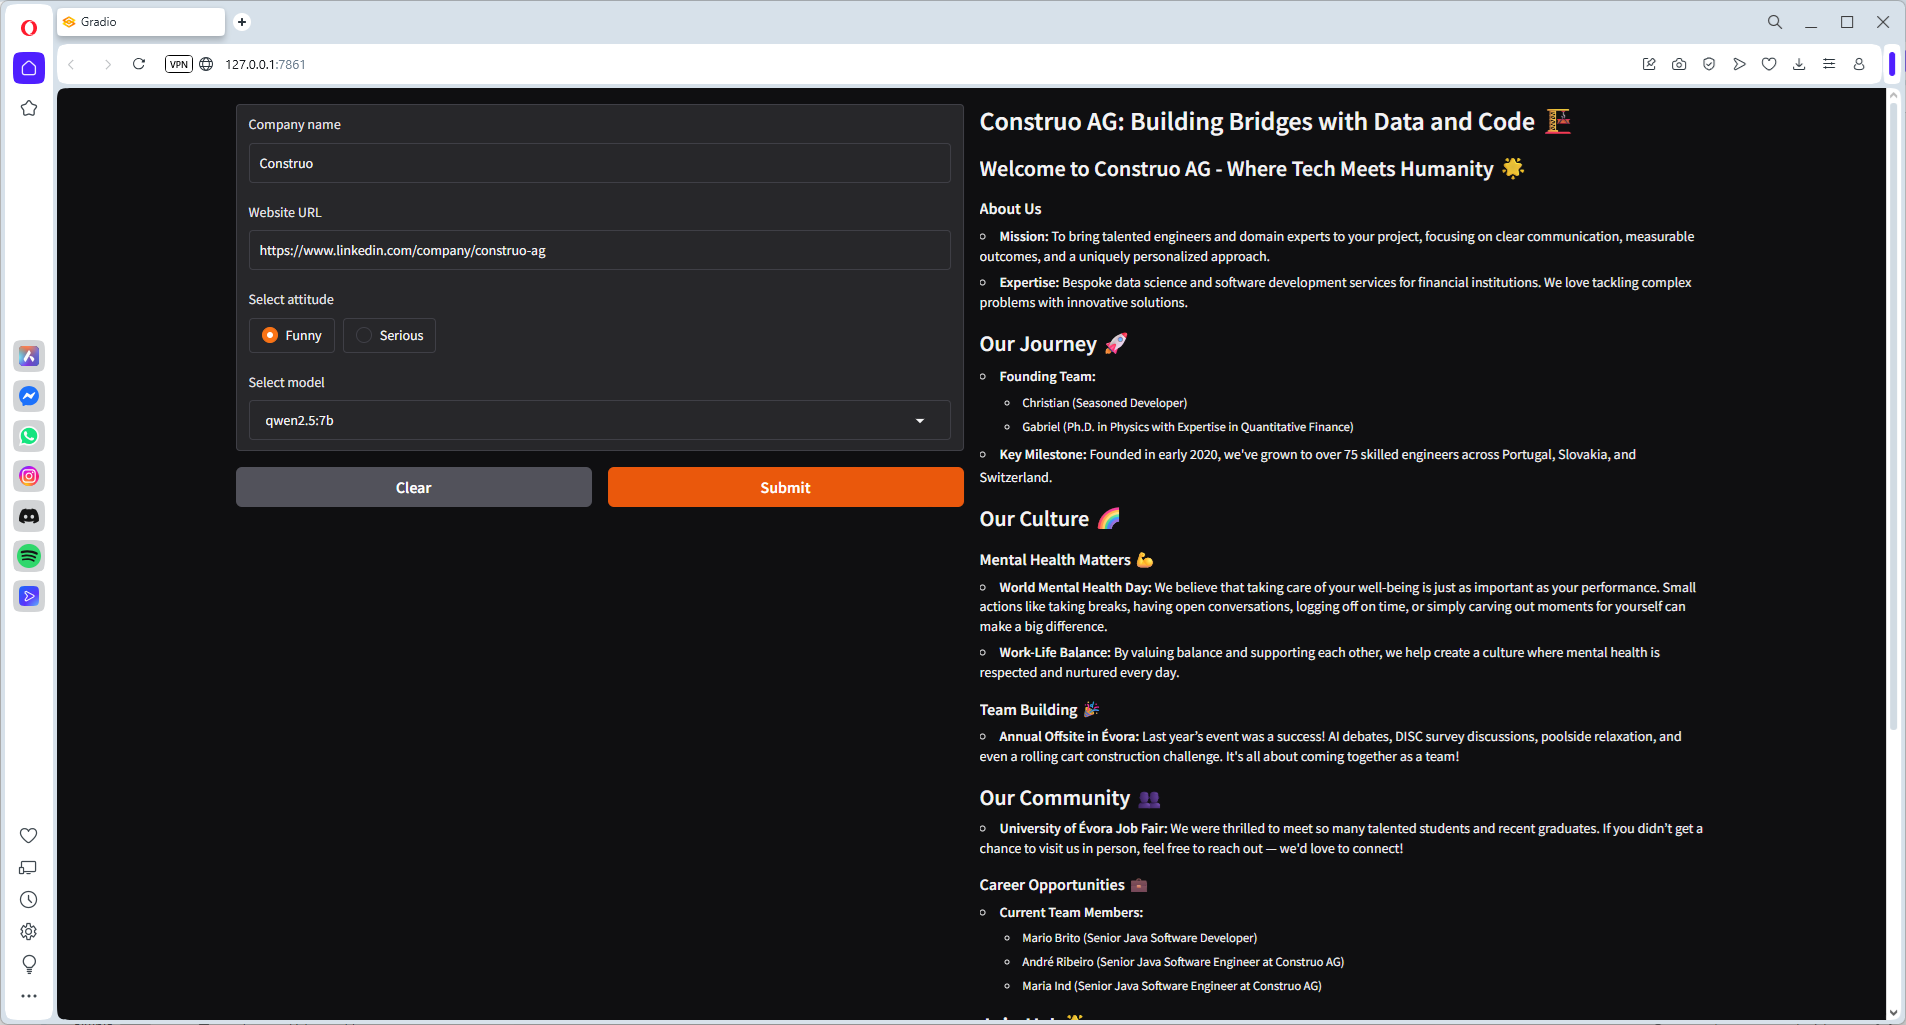 Gradio
VPN
127.0.0.1:7861
Company name
Construo
Website URL
https://www.linkedin.com/company/construo-ag
Select attitude
Funny
Serious
Select model
qwen2.5:7b
Clear
Submit
Construo AG: Building Bridges with Data and Code
Welcome to Construo AG - Where Tech Meets Humanity
About Us
Mission: To bring talented engineers and domain experts to your project, focusing on clear communication, measurable
outcomes, and a uniquely personalized approach.
Expertise: Bespoke data science and software development services for financial institutions. We love tackling complex
problems with innovative solutions.
Our Journey
Founding Team:
Christian (Seasoned Developer)
Gabriel (Ph.D. in Physics with Expertise in Quantitative Finance)
Key Milestone: Founded in early 2020, we've grown to over 75 skilled engineers across Portugal, Slovakia, and
Switzerland.
Our Culture
Mental Health Matters
World Mental Health Day: We believe that taking care of your well-being is just as important as your performance. Small
actions like taking breaks, having open conversations, logging off on time, or simply carving out moments for yourself can
make a big difference.
Work-Life Balance: By valuing balance and supporting each other, we help create a culture where mental health is
respected and nurtured every day.
Team Building
Annual Offsite in Évora: Last year’s event was a success! AI debates, DISC survey discussions, poolside relaxation, and
even a rolling cart construction challenge. It's all about coming together as a team!
Our Community
University of Évora Job Fair: We were thrilled to meet so many talented students and recent graduates. If you didn’t get a
chance to visit us in person, feel free to reach out — we'd love to connect!
Career Opportunities
Current Team Members:
Mario Brito (Senior Java Software Developer)
André Ribeiro (Senior Java Software Engineer at Construo AG)
Maria Ind (Senior Java Software Engineer at Construo AG)